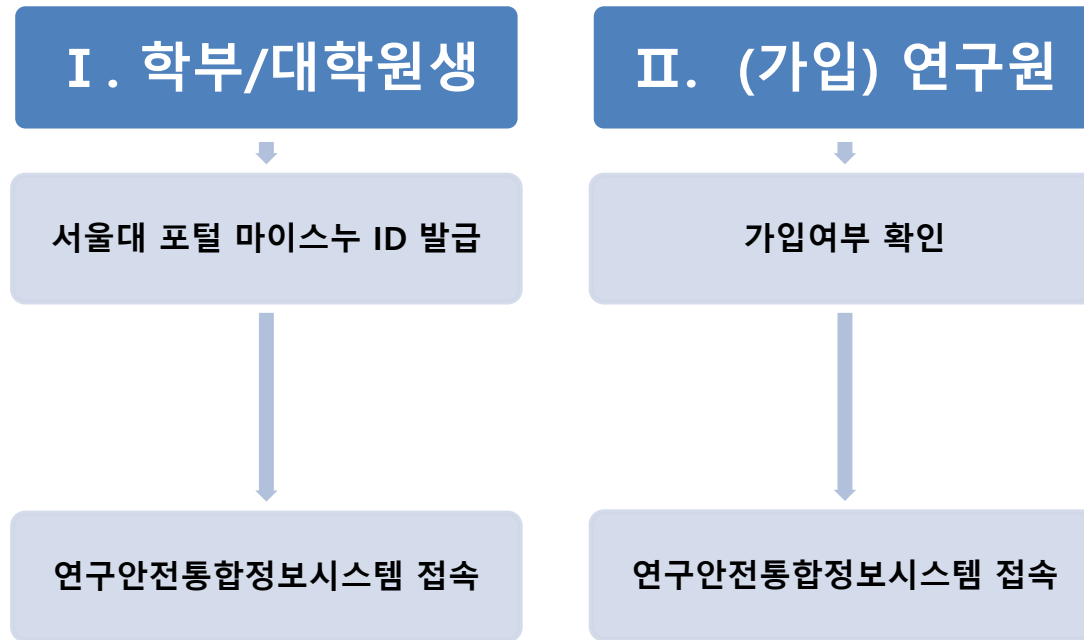 Ⅰ. 학부/대학원생
서울대 포털 마이스누 ID 발급
연구안전통합정보시스템 접속
Ⅱ. (가입) 연구원
가입여부 확인
연구안전통합정보시스템 접속